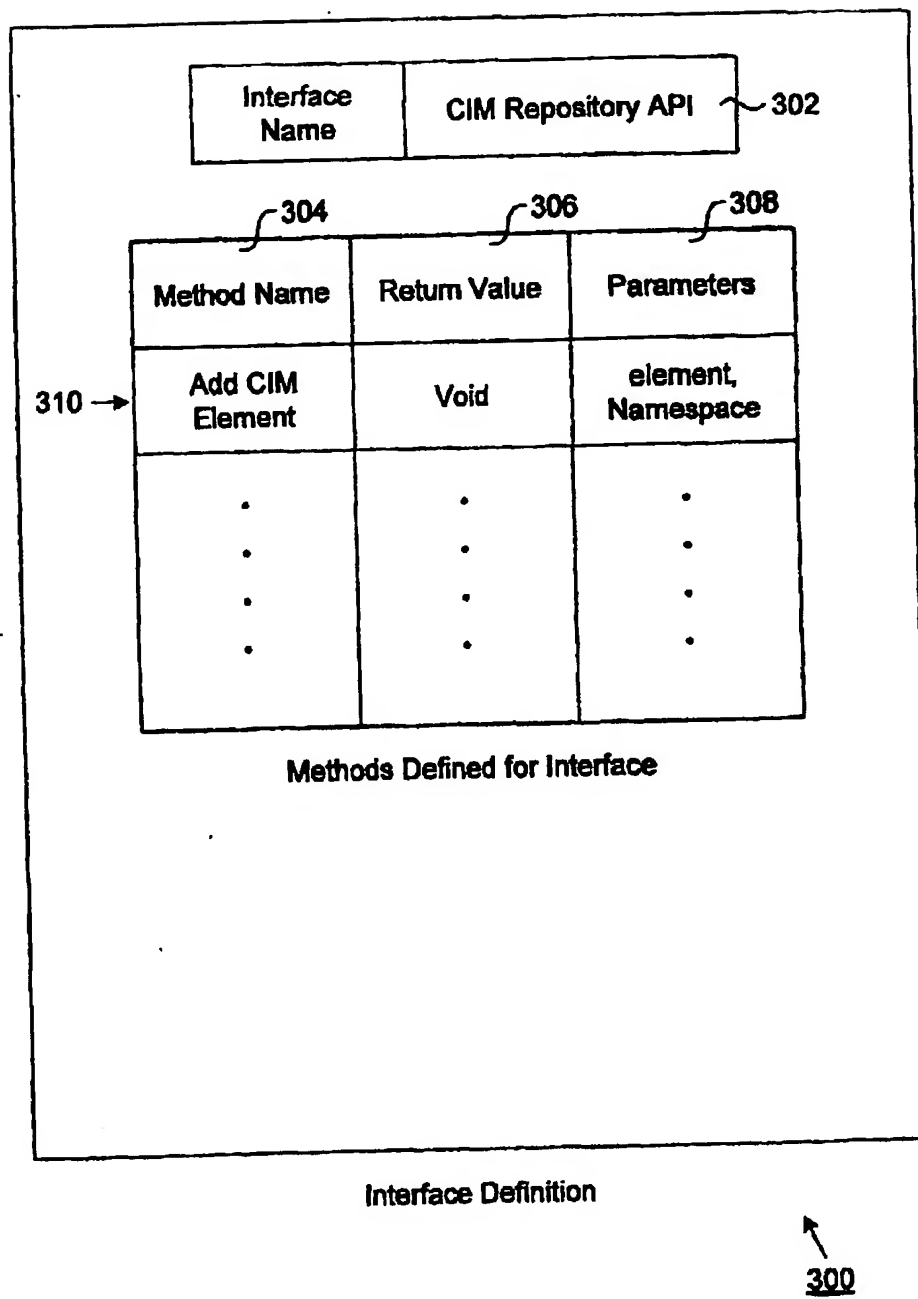 Interface Name
CIM Repository API
302
304
306
308
Method Name
Return Value
Parameters
310
Add CIM Element
Void
element, Namespace
Methods Defined for Interface
Interface Definition
300